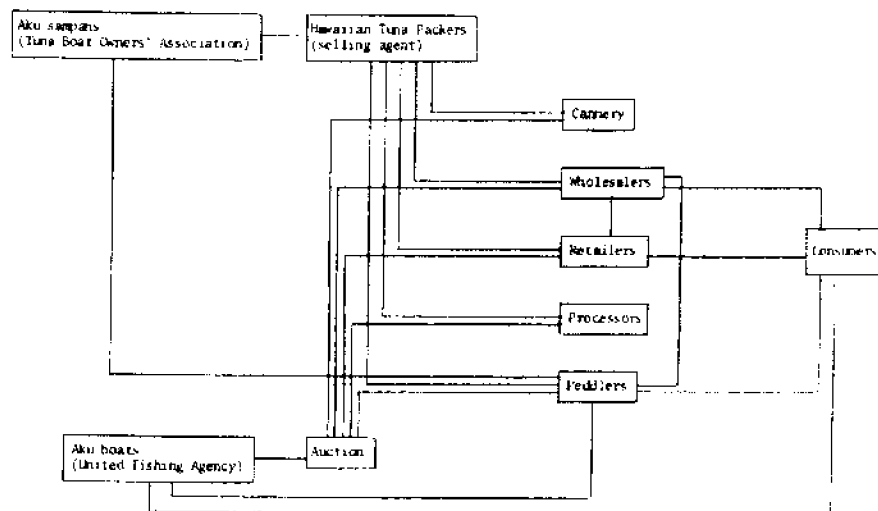 Aku sampans
(Tuna Boat Owners' Association)
Hawaiian Tuna Packers
(selling agent)
Cannery
Wholesalers
Retailers
Consumers
Processors
Peddlers
Auction
Aku boats
(United Fishing Agency)